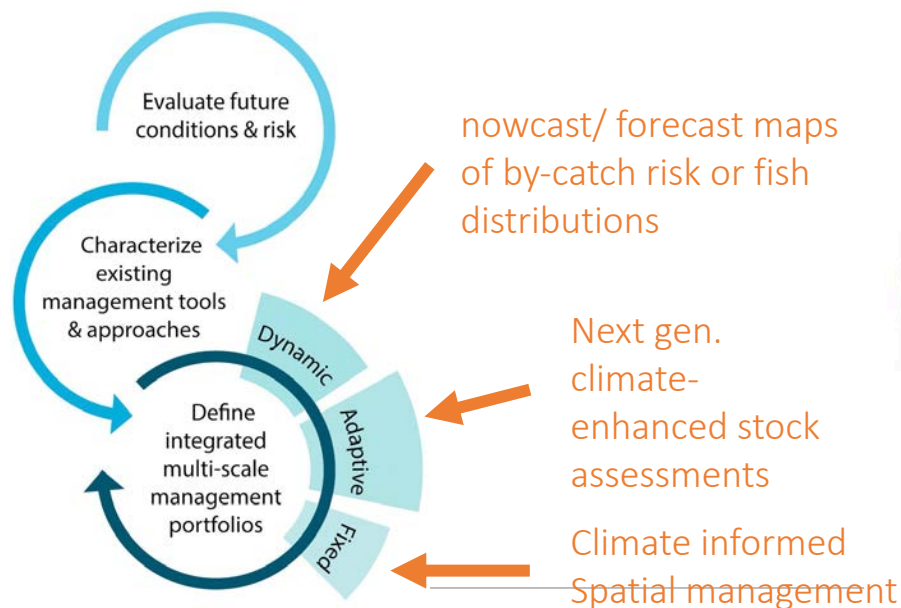 Evaluate future
conditions & risk
nowcast/ forecast maps
of by-catch risk or fish
distributions
Characterize
existing
management tools
& approaches
Dynamic
Next gen.
climate-
enhanced stock
assessments
Adaptive
Define
integrated
multi-scale
management
portfolios
Fixed
Climate informed
Spatial management